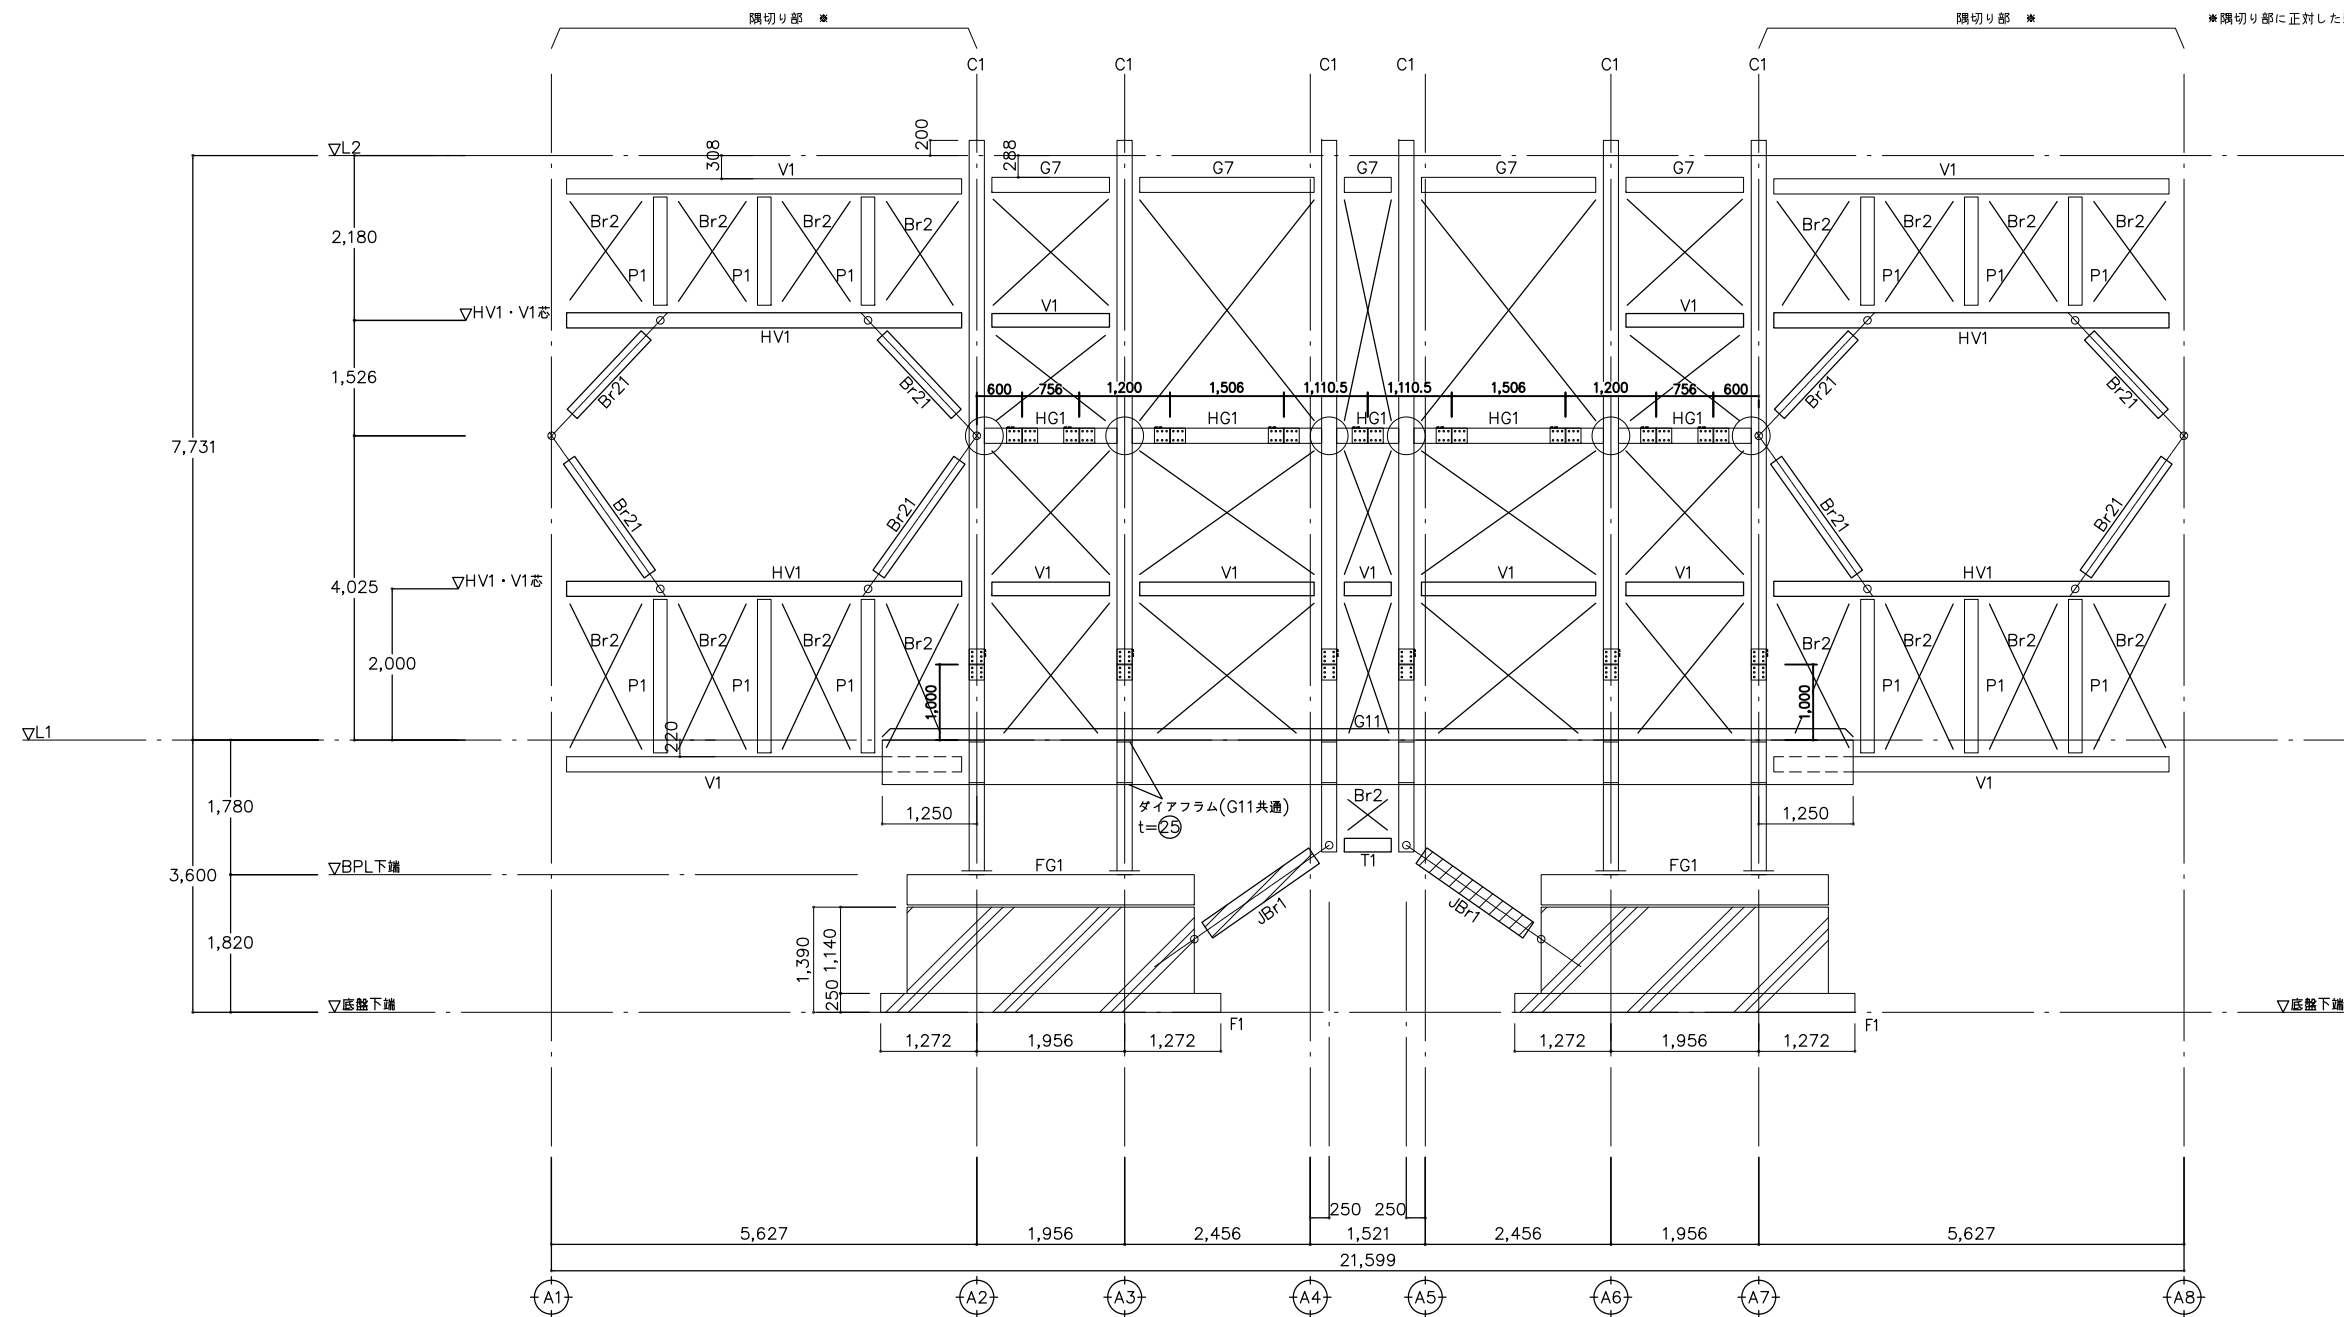 隅切り部 ※ 隅切り部 ※ ※隅切り部に正対した
C1 C1 C1 C1 C1 C1
200
▽L2
308 288
V1 G7 G7 G7 G7 G7 V1
Br2 Br2 Br2 Br2 Br2 Br2 Br2 Br2
2,180
P1 P1 P1 P1 P1 P1
▽HV1・V1芯
V1 V1
HV1 HV1
1,526
Br21 Br21 Br21 Br21
600 756 1,200 1,506 1,110.5 1,110.5 1,506 1,200 756 600
HG1 HG1 HG1 HG1 HG1
7,731
Br21 Br21 Br21 Br21
▽HV1・V1芯
HV1 V1 V1 V1 V1 V1 HV1
4,025
Br2 Br2 Br2 Br2 Br2 Br2 Br2 Br2
2,000
P1 P1 P1 P1 P1 P1
1,000 1,000
G11
▽L1
220
V1 V1
1,780
Br2
ダイアフラム(G11共通)
t=25
1,250 1,250
T1
▽BPL下端
FG1 FG1
3,600
JBr1 JBr1
1,820
1,390
1,140
250
▽底盤下端 ▽底盤下端
F1 F1
1,272 1,956 1,272 1,272 1,956 1,272
250 250
5,627 1,956 2,456 1,521 2,456 1,956 5,627
21,599
A1 A2 A3 A4 A5 A6 A7 A8